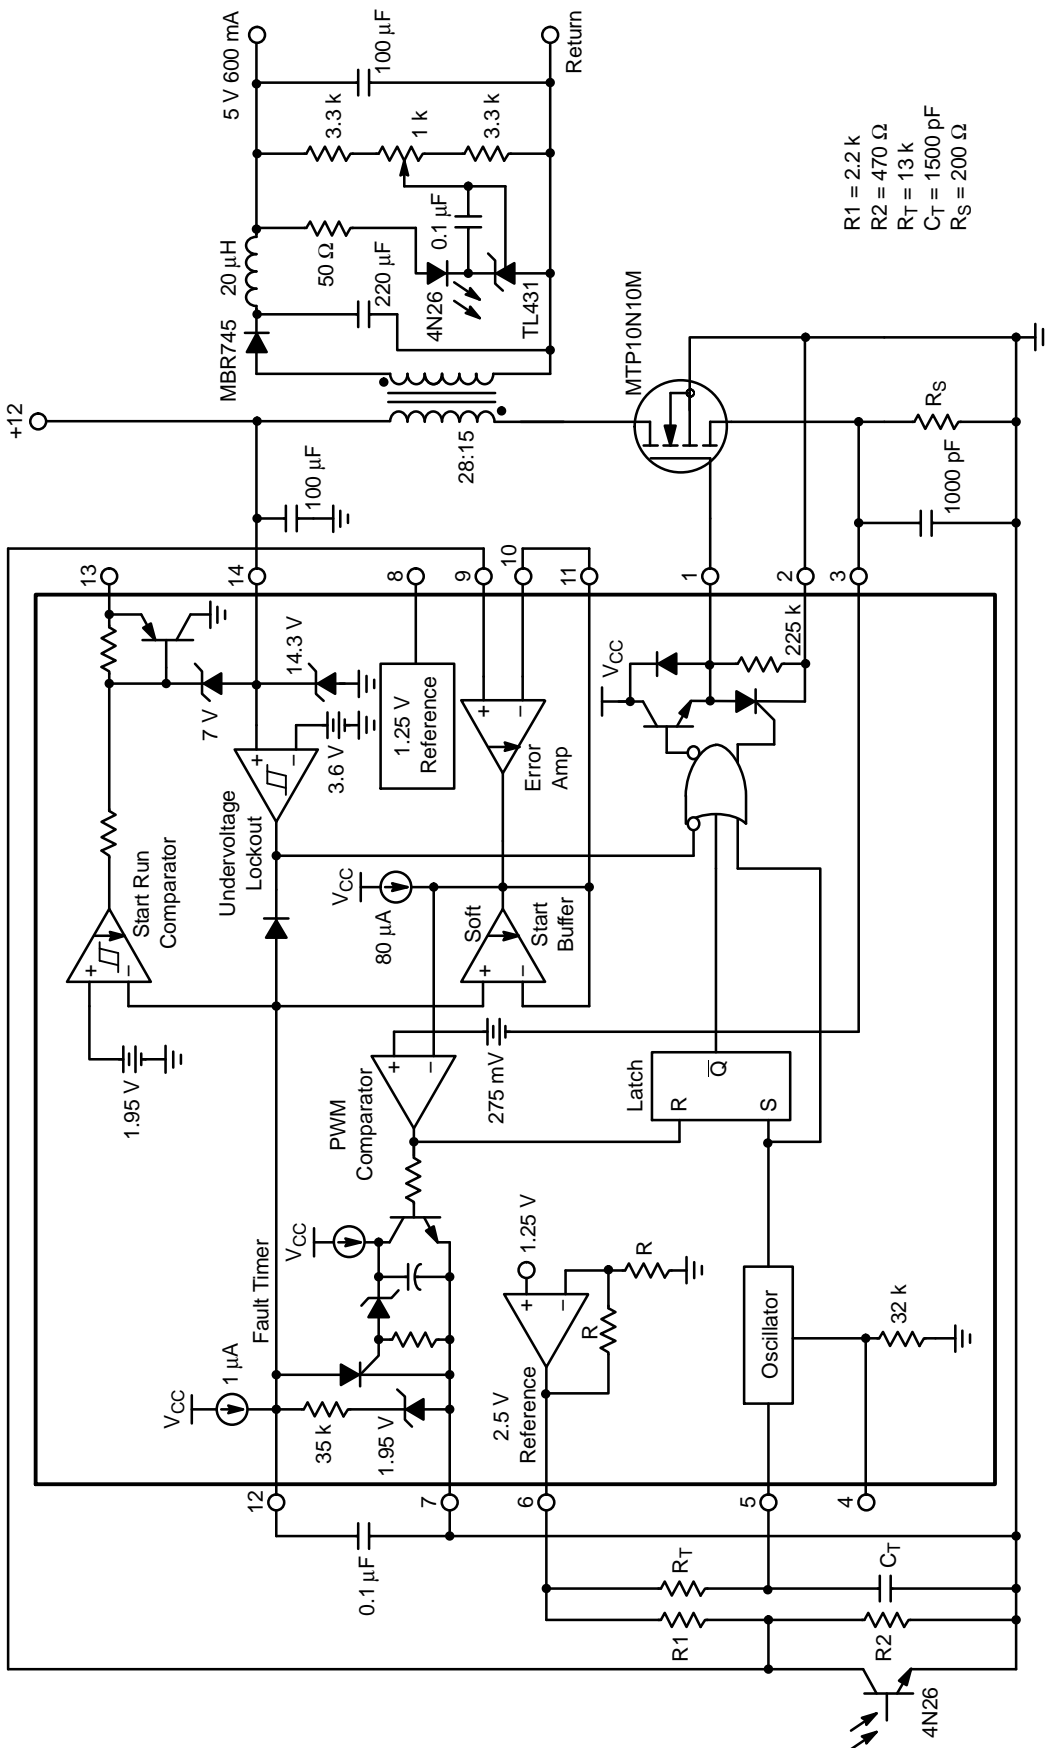 +12
5 V 600 mA
MBR745
20 µH
50 Ω
4N26
220 µF
0.1 µF
TL431
3.3 k
1 k
3.3 k
100 µF
Return
28:15
100 µF
MTP10N10M
RS
1000 pF
R1 = 2.2 k
R2 = 470 Ω
RT = 13 k
CT = 1500 pF
RS = 200 Ω
13
14
8
9
10
11
1
2
3
7 V
14.3 V
3.6 V
1.25 V
Reference
+
−
Error
Amp
VCC
225 k
Start Run
Comparator
+
−
1.95 V
Undervoltage
Lockout
+
−
VCC
80 µA
Soft
Start
Buffer
+
−
PWM
Comparator
+
−
275 mV
Latch
R
Q
S
VCC
Fault Timer
VCC
1 µA
35 k
1.95 V
1.25 V
+
−
R
R
2.5 V
Reference
Oscillator
32 k
12
7
6
5
4
0.1 µF
RT
R1
CT
R2
4N26